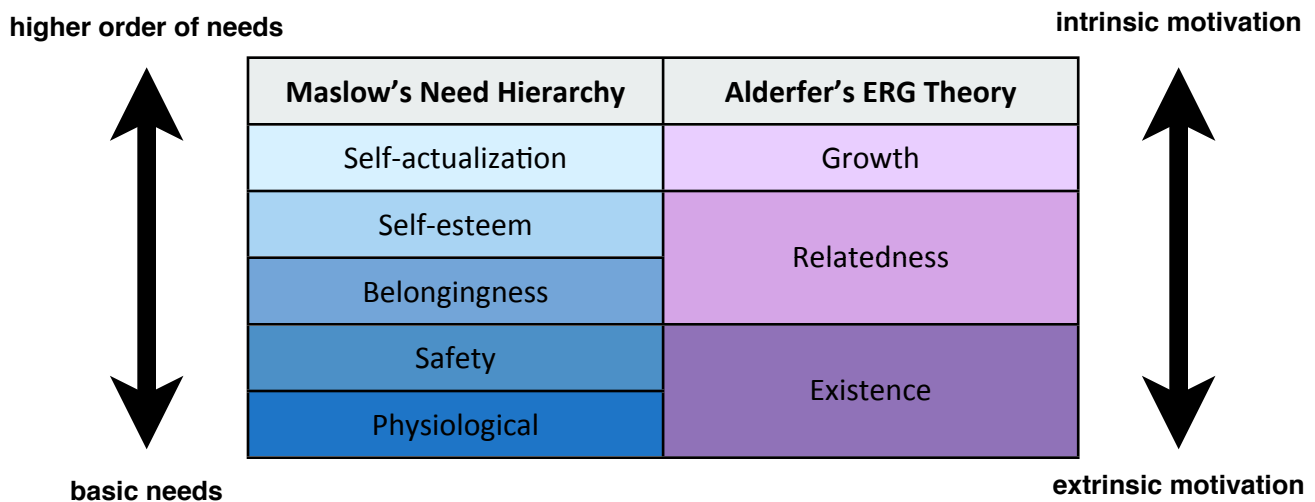 higher order of needs
intrinsic motivation
Maslow’s Need Hierarchy
Alderfer’s ERG Theory
Self-actualization
Growth
Self-esteem
Relatedness
Belongingness
Safety
Existence
Physiological
basic needs
extrinsic motivation